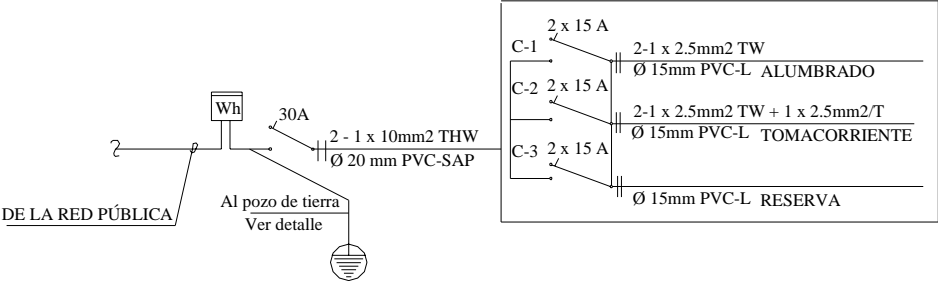 2 x 15 A
C-1
2-1 x 2.5mm2 TW
Ø 15mm PVC-L ALUMBRADO
C-2 2 x 15 A
2-1 x 2.5mm2 TW + 1 x 2.5mm2/T
Ø 15mm PVC-L TOMACORRIENTE
C-3 2 x 15 A
Ø 15mm PVC-L RESERVA
Wh
30A
2 - 1 x 10mm2 THW
Ø 20 mm PVC-SAP
DE LA RED PÚBLICA
Al pozo de tierra
Ver detalle